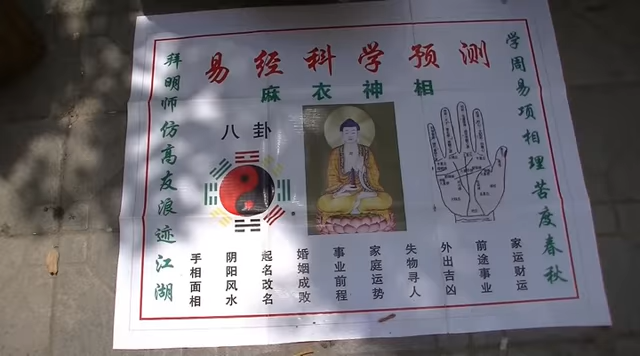 易经科学预测
麻衣神相
学周易项相理苦度春秋
拜明师仿高友浪迹江湖
八卦
家运财运
前途事业
外出吉凶
失物寻人
家庭运势
事业前程
婚姻成败
起名改名
阴阳风水
手相面相